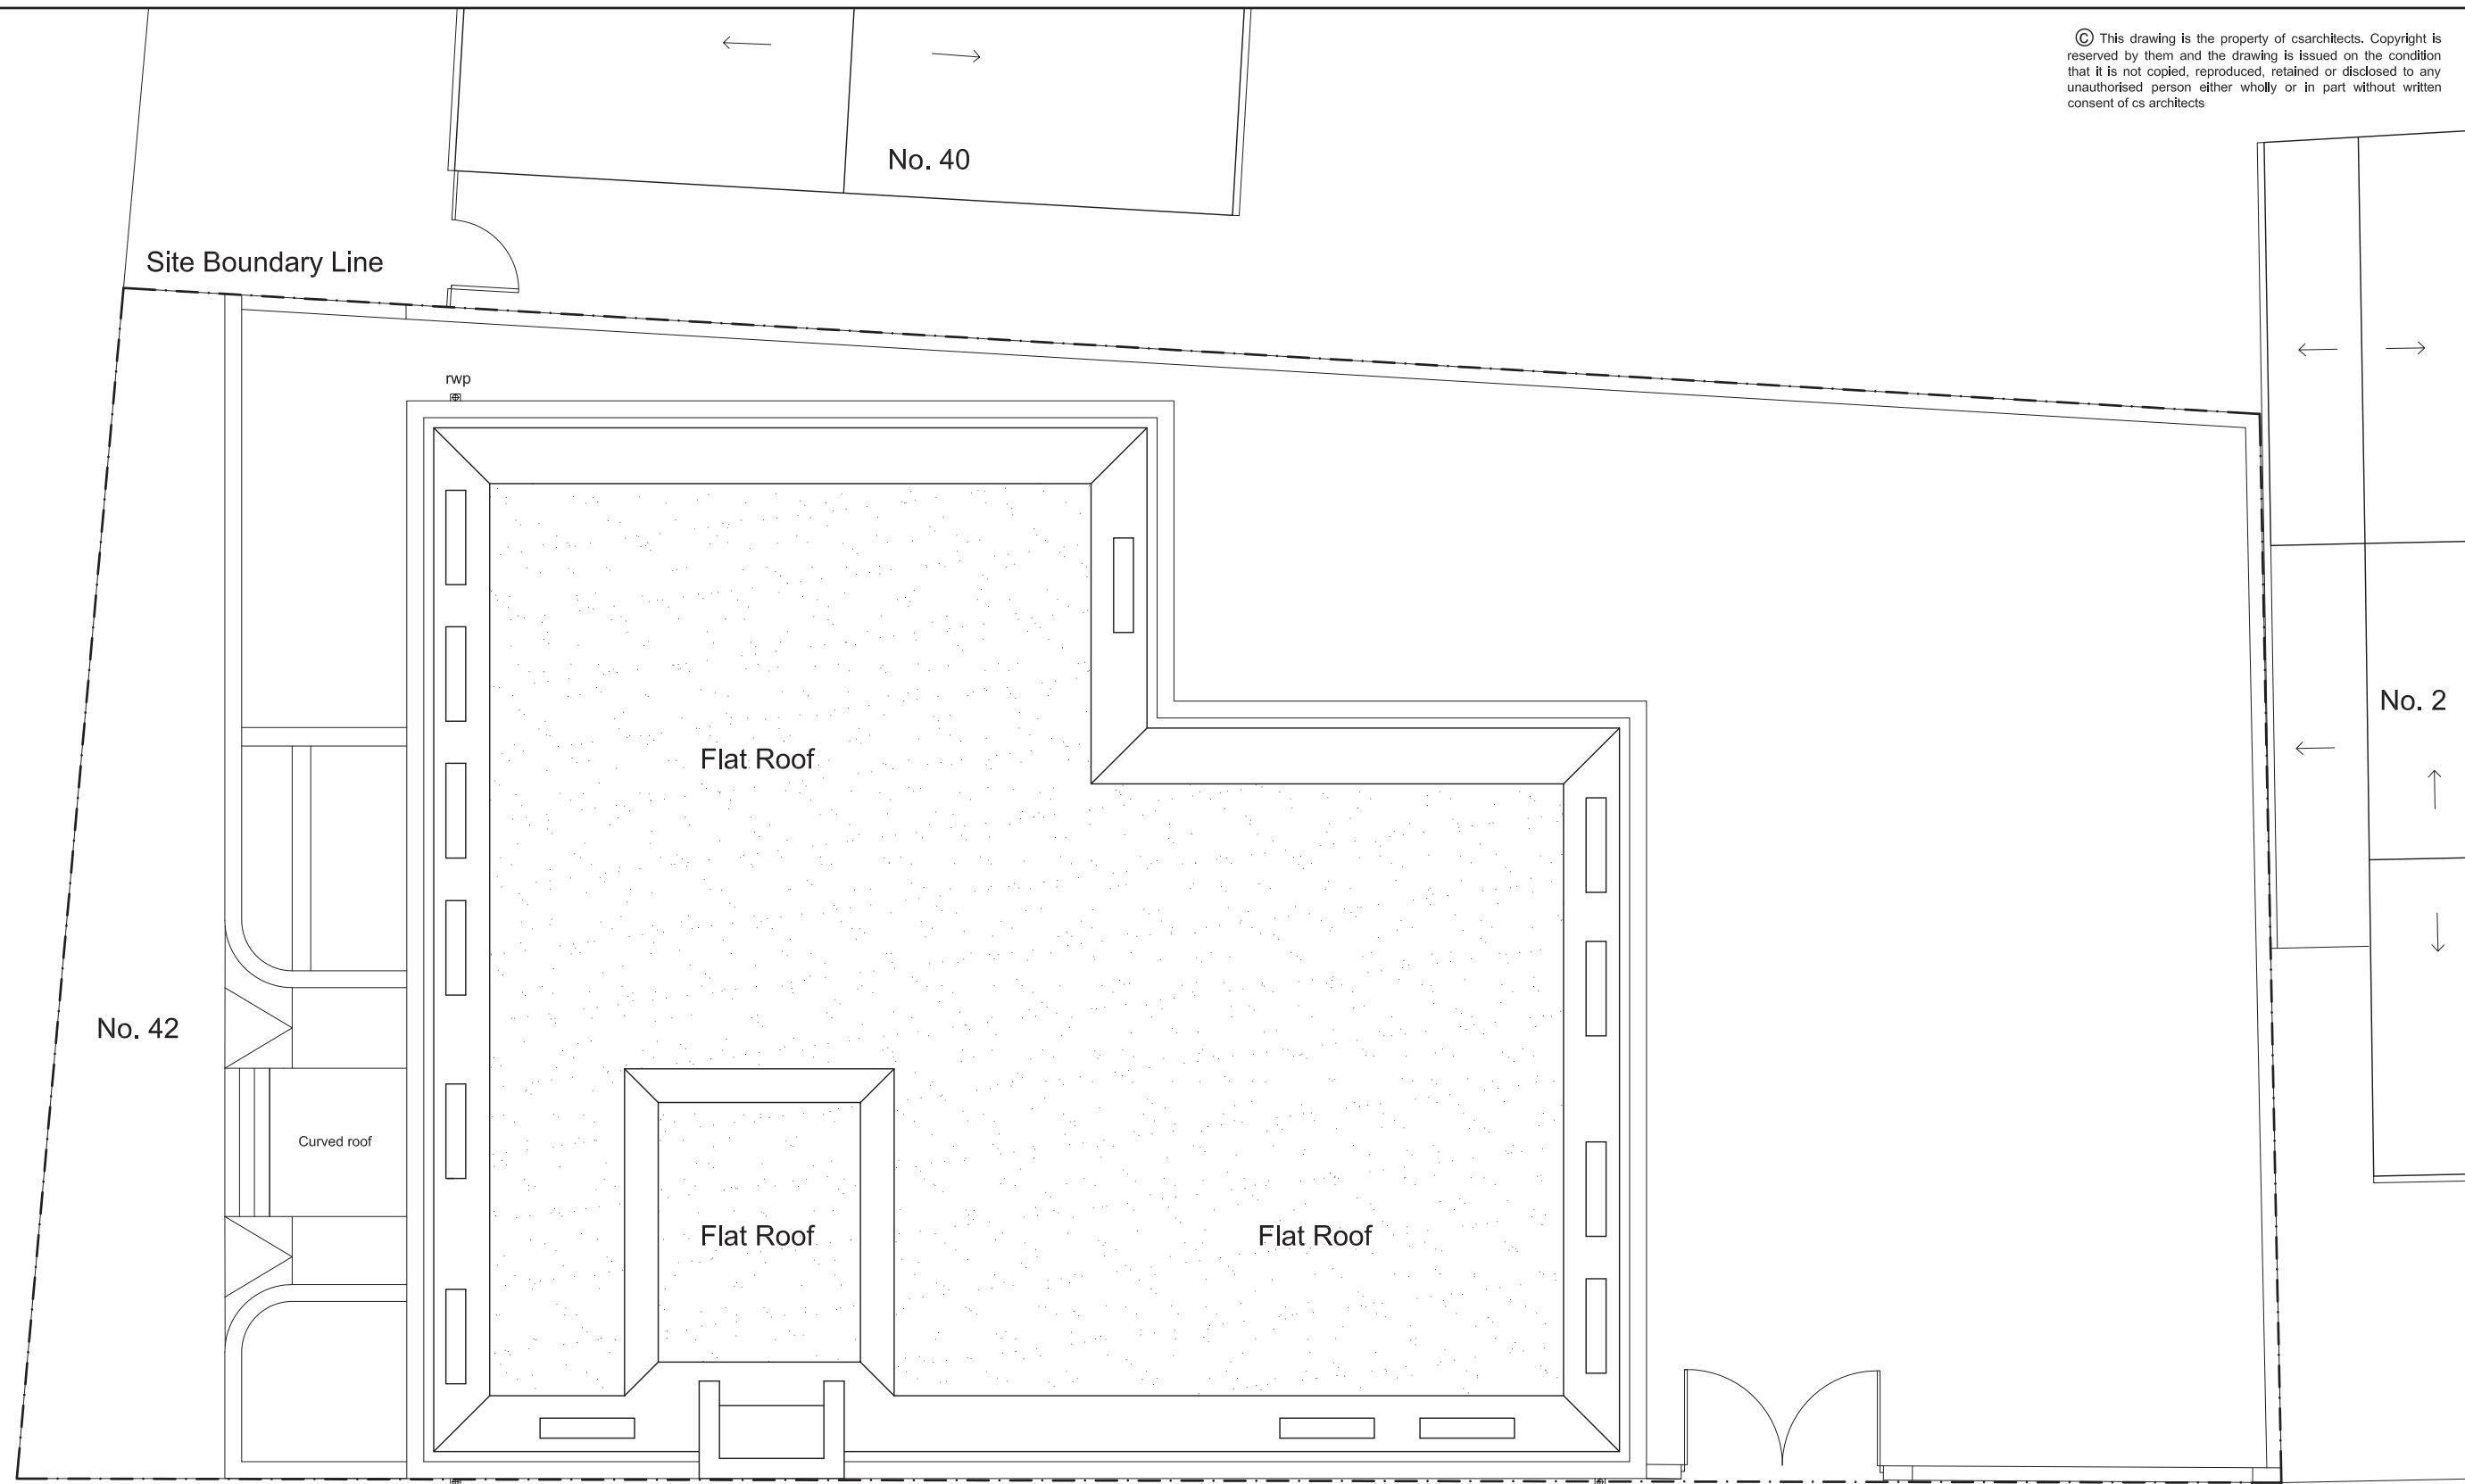 © This drawing is the property of csarchitects. Copyright is
reserved by them and the drawing is issued on the condition
that it is not copied, reproduced, retained or disclosed to any
unauthorised person either wholly or in part without written
consent of cs architects
No. 40
Site Boundary Line
rwp
No. 2
Flat Roof
No. 42
Curved roof
Flat Roof
Flat Roof